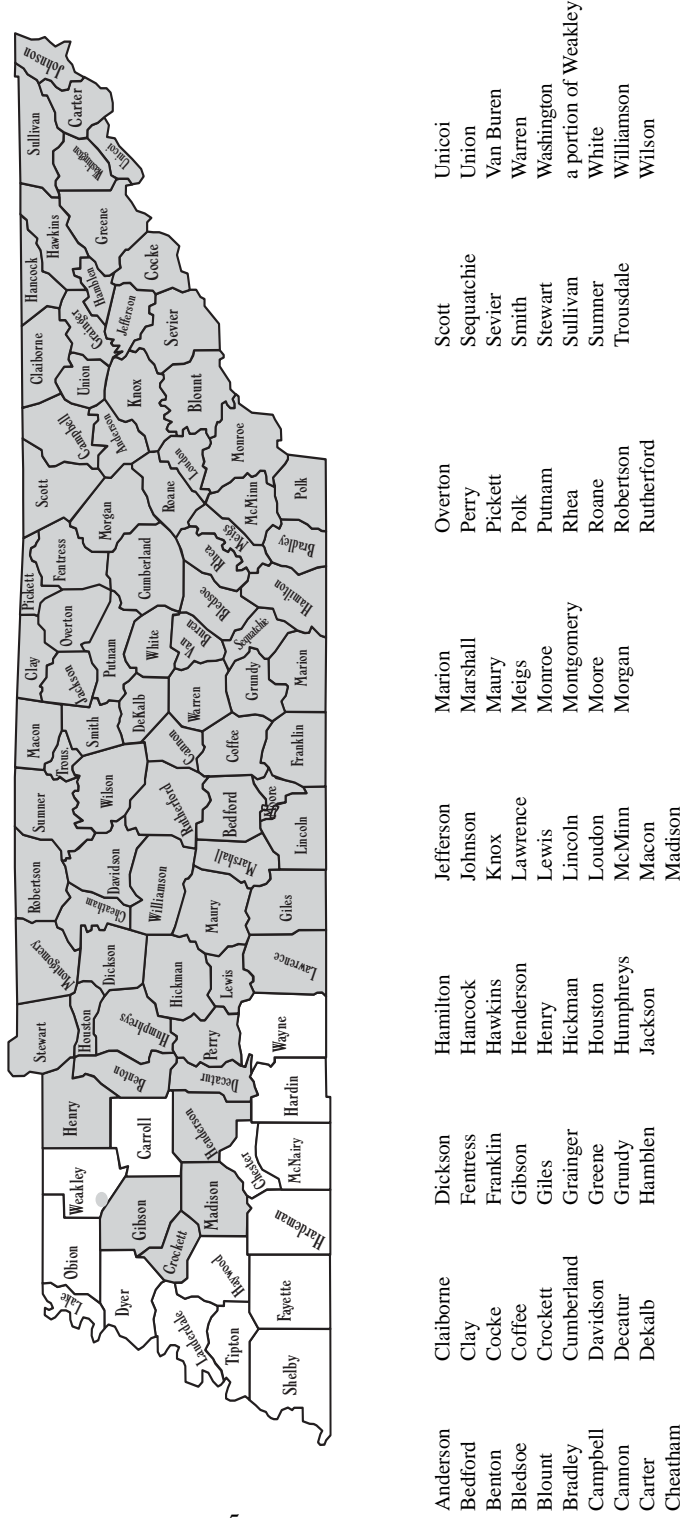 Johnson
Sullivan
Carter
Washington
Unicoi
Hancock
Hawkins
Greene
Hamblen
Cocke
Claiborne
Grainger
Jefferson
Sevier
Union
Knox
Blount
Campbell
Anderson
Loudon
Monroe
Scott
Morgan
Roane
McMinn
Meigs
Polk
Bradley
Pickett
Fentress
Cumberland
Rhea
Bledsoe
Hamilton
Clay
Overton
Jackson
Putnam
White
Van
Buren
Sequatchie
Marion
Macon
Trous.
Smith
DeKalb
Warren
Cannon
Grundy
Coffee
Franklin
Sumner
Wilson
Rutherford
Bedford
Moore
Lincoln
Robertson
Davidson
Cheatham
Williamson
Marshall
Maury
Giles
Montgomery
Dickson
Hickman
Lewis
Lawrence
Stewart
Houston
Humphreys
Perry
Wayne
Henry
Benton
Decatur
Carroll
Henderson
Hardin
Weakley
Gibson
Madison
Chester
McNairy
Obion
Lake
Dyer
Crockett
Haywood
Hardeman
Lauderdale
Tipton
Fayette
Shelby
Anderson
Bedford
Benton
Bledsoe
Blount
Bradley
Campbell
Cannon
Carter
Cheatham
Claiborne
Clay
Cocke
Coffee
Crockett
Cumberland
Davidson
Decatur
Dekalb
Dickson
Fentress
Franklin
Gibson
Giles
Grainger
Greene
Grundy
Hamblen
Hamilton
Hancock
Hawkins
Henderson
Henry
Hickman
Houston
Humphreys
Jackson
Jefferson
Johnson
Knox
Lawrence
Lewis
Lincoln
Loudon
McMinn
Macon
Madison
Marion
Marshall
Maury
Meigs
Monroe
Montgomery
Moore
Morgan
Overton
Perry
Pickett
Polk
Putnam
Rhea
Roane
Robertson
Rutherford
Scott
Sequatchie
Sevier
Smith
Stewart
Sullivan
Sumner
Trousdale
Unicoi
Union
Van Buren
Warren
Washington
a portion of Weakley
White
Williamson
Wilson